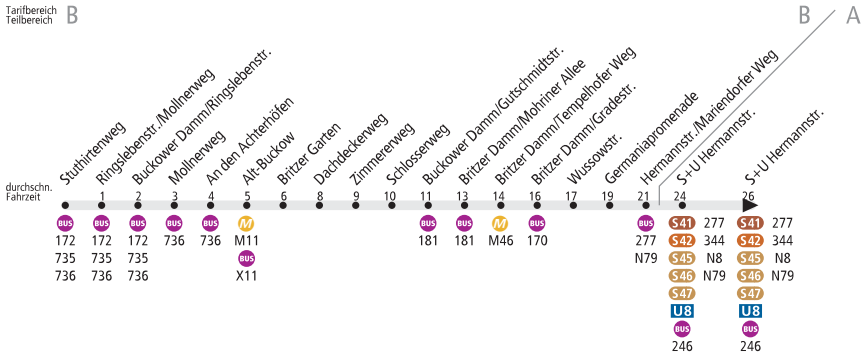 Tarifbereich
Teilbereich
B
B
A
Stuthirtenweg
Ringslebenstr./Mollnerweg
Buckower Damm/Ringslebenstr.
Mollnerweg
An den Achterhöfen
Alt-Buckow
Britzer Garten
Dachdeckerweg
Zimmererweg
Schlosserweg
Buckower Damm/Gutschmidtstr.
Britzer Damm/Mohriner Allee
Britzer Damm/Tempelhofer Weg
Britzer Damm/Gradestr.
Wussowstr.
Germaniapromenade
Hermannstr./Mariendorfer Weg
S+U Hermannstr.
S+U Hermannstr.
durchschn.
Fahrzeit
1 2 3 4 5 6 8 9 10 11 13 14 16 17 19 21 24 26
BUS BUS BUS BUS BUS M BUS BUS M BUS BUS S41 277 S41 277
172 172 172 736 736 M11 181 181 M46 170 277 S42 344 S42 344
735 735 735 BUS N79 S45 N8 S45 N8
736 736 736 X11 S46 N79 S46 N79
S47 S47
U8 U8
BUS BUS
246 246